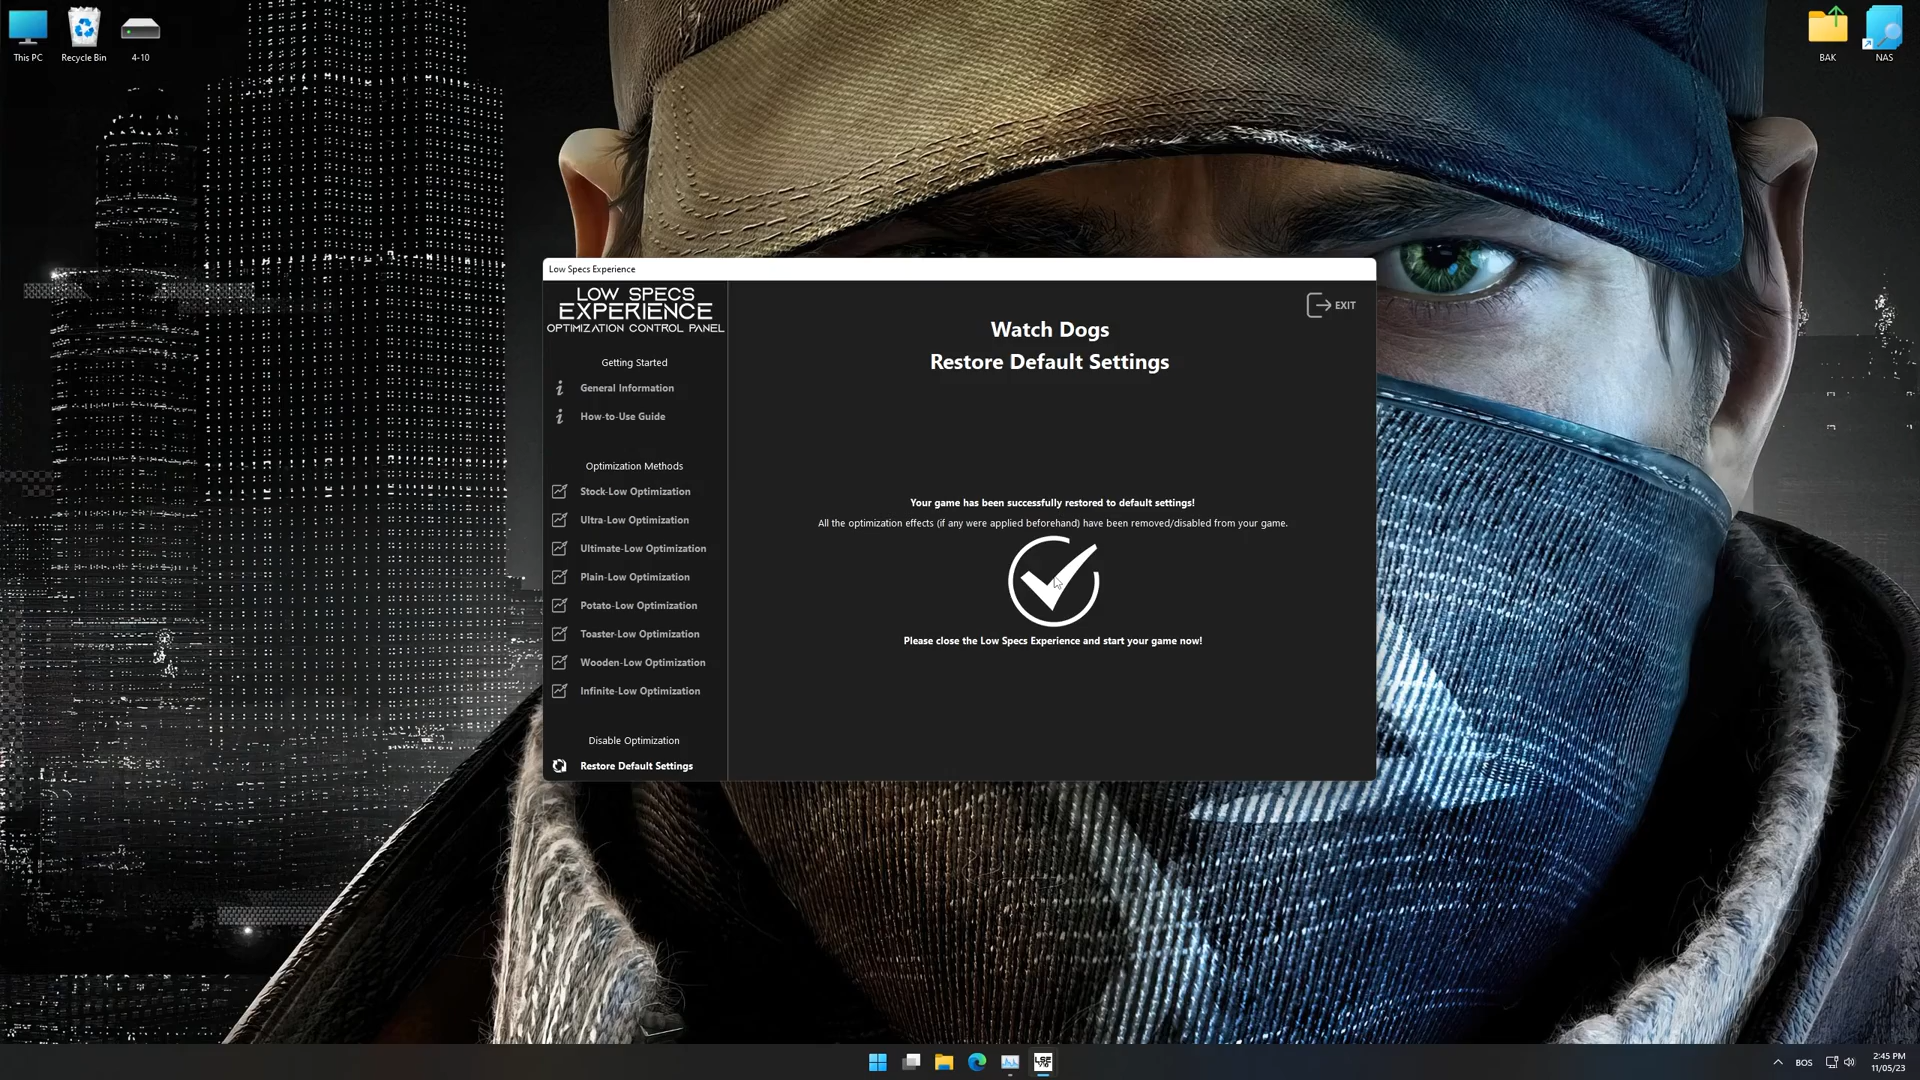 This PC
Recycle Bin
4-10
BAK
NAS
Low Specs Experience
LOW SPECS
EXPERIENCE
OPTIMIZATION CONTROL PANEL
Getting Started
General Information
How-to-Use Guide
Optimization Methods
Stock-Low Optimization
Ultra-Low Optimization
Ultimate-Low Optimization
Plain-Low Optimization
Potato-Low Optimization
Toaster-Low Optimization
Wooden-Low Optimization
Infinite-Low Optimization
Disable Optimization
Restore Default Settings
EXIT
Watch Dogs
Restore Default Settings
Your game has been successfully restored to default settings!
All the optimization effects (if any were applied beforehand) have been removed/disabled from your game.
Please close the Low Specs Experience and start your game now!
LSE
BOS
2:45 PM
11/05/23